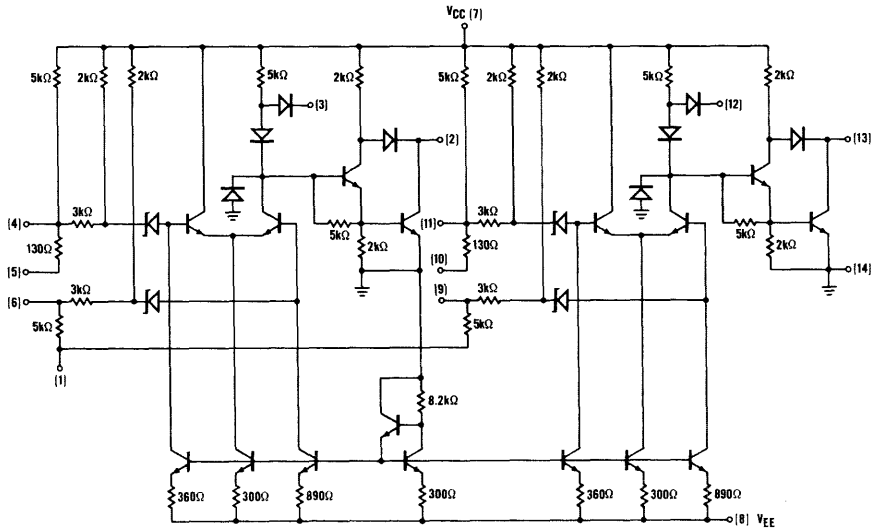 VCC (7)
5kΩ 2kΩ 2kΩ 5kΩ 2kΩ 5kΩ 2kΩ 2kΩ 5kΩ 2kΩ
(3) (12)
(2) (13)
(4) 3kΩ (11) 3kΩ
130Ω 5kΩ 2kΩ 130Ω 5kΩ 2kΩ
(5) (10) (14)
(6) 3kΩ (9) 3kΩ
5kΩ 5kΩ
(1)
8.2kΩ
360Ω 300Ω 890Ω 300Ω 360Ω 300Ω 890Ω
(8) VEE